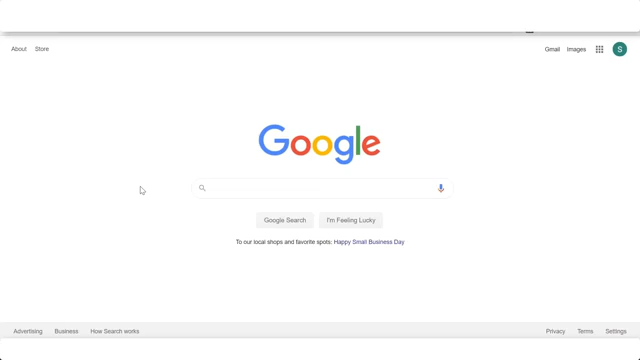 About Store Gmail Images S
Google
Google Search I'm Feeling Lucky
To our local shops and favorite spots: Happy Small Business Day
Advertising Business How Search works Privacy Terms Settings